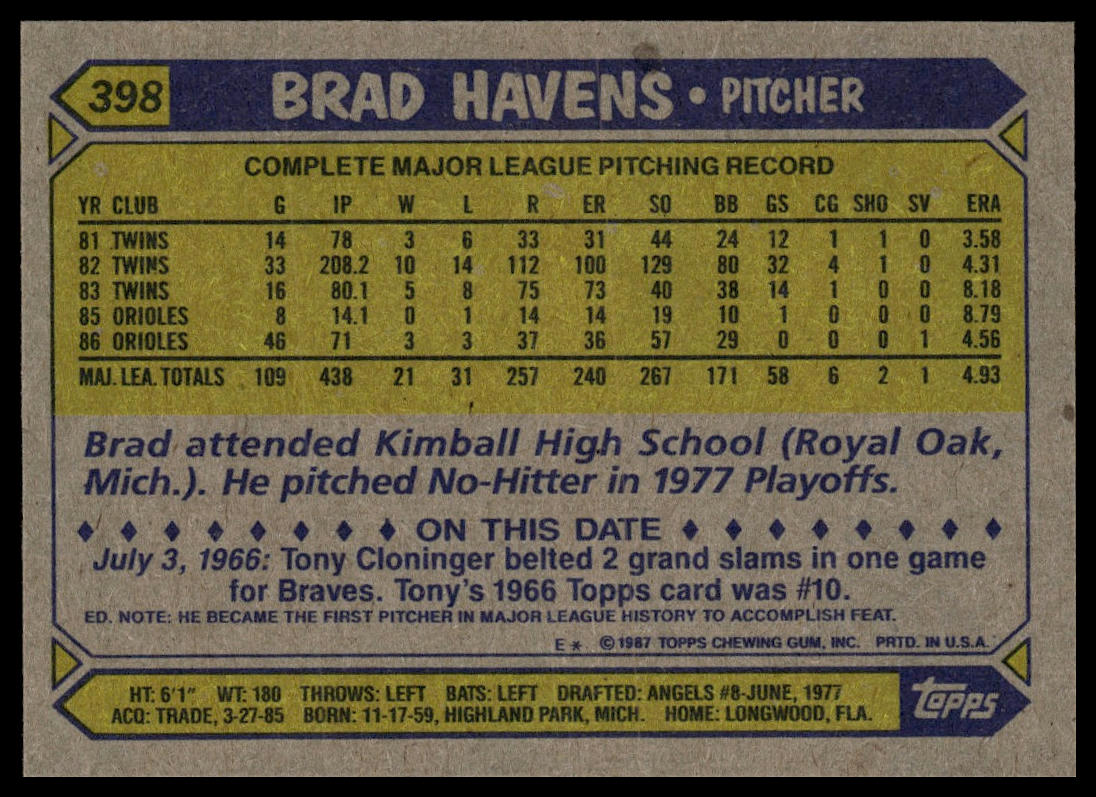 398 BRAD HAVENS • PITCHER
COMPLETE MAJOR LEAGUE PITCHING RECORD
YR CLUB G IP W L R ER SO BB GS CG SHO SV ERA
81 TWINS 14 78 3 6 33 31 44 24 12 1 1 0 3.58
82 TWINS 33 208.2 10 14 112 100 129 80 32 4 1 0 4.31
83 TWINS 16 80.1 5 8 75 73 40 38 14 1 0 0 8.18
85 ORIOLES 8 14.1 0 1 14 14 19 10 1 0 0 0 8.79
86 ORIOLES 46 71 3 3 37 36 57 29 0 0 0 1 4.56
MAJ. LEA. TOTALS 109 438 21 31 257 240 267 171 58 6 2 1 4.93
Brad attended Kimball High School (Royal Oak,
Mich.). He pitched No-Hitter in 1977 Playoffs.
♦ ♦ ♦ ♦ ♦ ♦ ♦ ♦ ON THIS DATE ♦ ♦ ♦ ♦ ♦ ♦ ♦ ♦
July 3, 1966: Tony Cloninger belted 2 grand slams in one game
for Braves. Tony's 1966 Topps card was #10.
ED. NOTE: HE BECAME THE FIRST PITCHER IN MAJOR LEAGUE HISTORY TO ACCOMPLISH FEAT.
E * © 1987 TOPPS CHEWING GUM, INC. PRTD. IN U.S.A.
HT: 6'1" WT: 180 THROWS: LEFT BATS: LEFT DRAFTED: ANGELS #8-JUNE, 1977
ACQ: TRADE, 3-27-85 BORN: 11-17-59, HIGHLAND PARK, MICH. HOME: LONGWOOD, FLA.
Topps